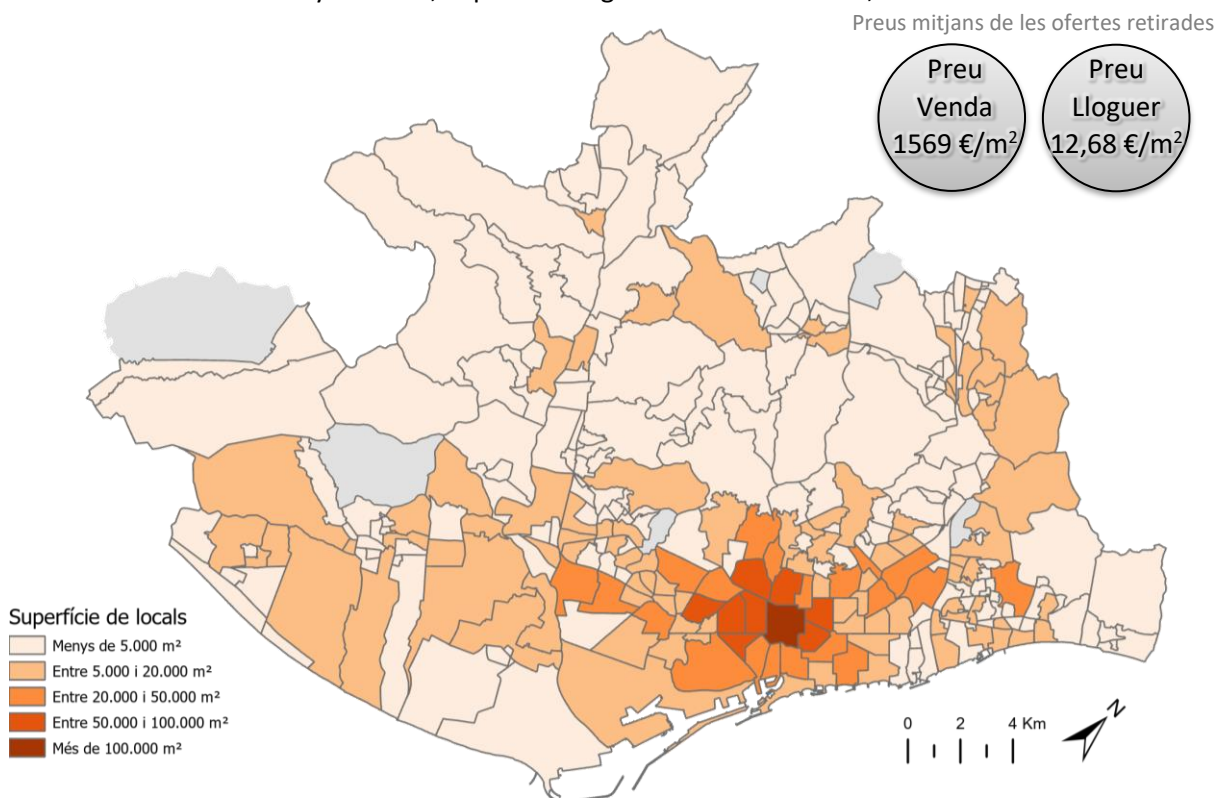 Preus mitjans de les ofertes retirades
Preu
Venda
1569 €/m²
Preu
Lloguer
12,68 €/m²
Superfície de locals
Menys de 5.000 m²
Entre 5.000 i 20.000 m²
Entre 20.000 i 50.000 m²
Entre 50.000 i 100.000 m²
Més de 100.000 m²
0 2 4 Km
N